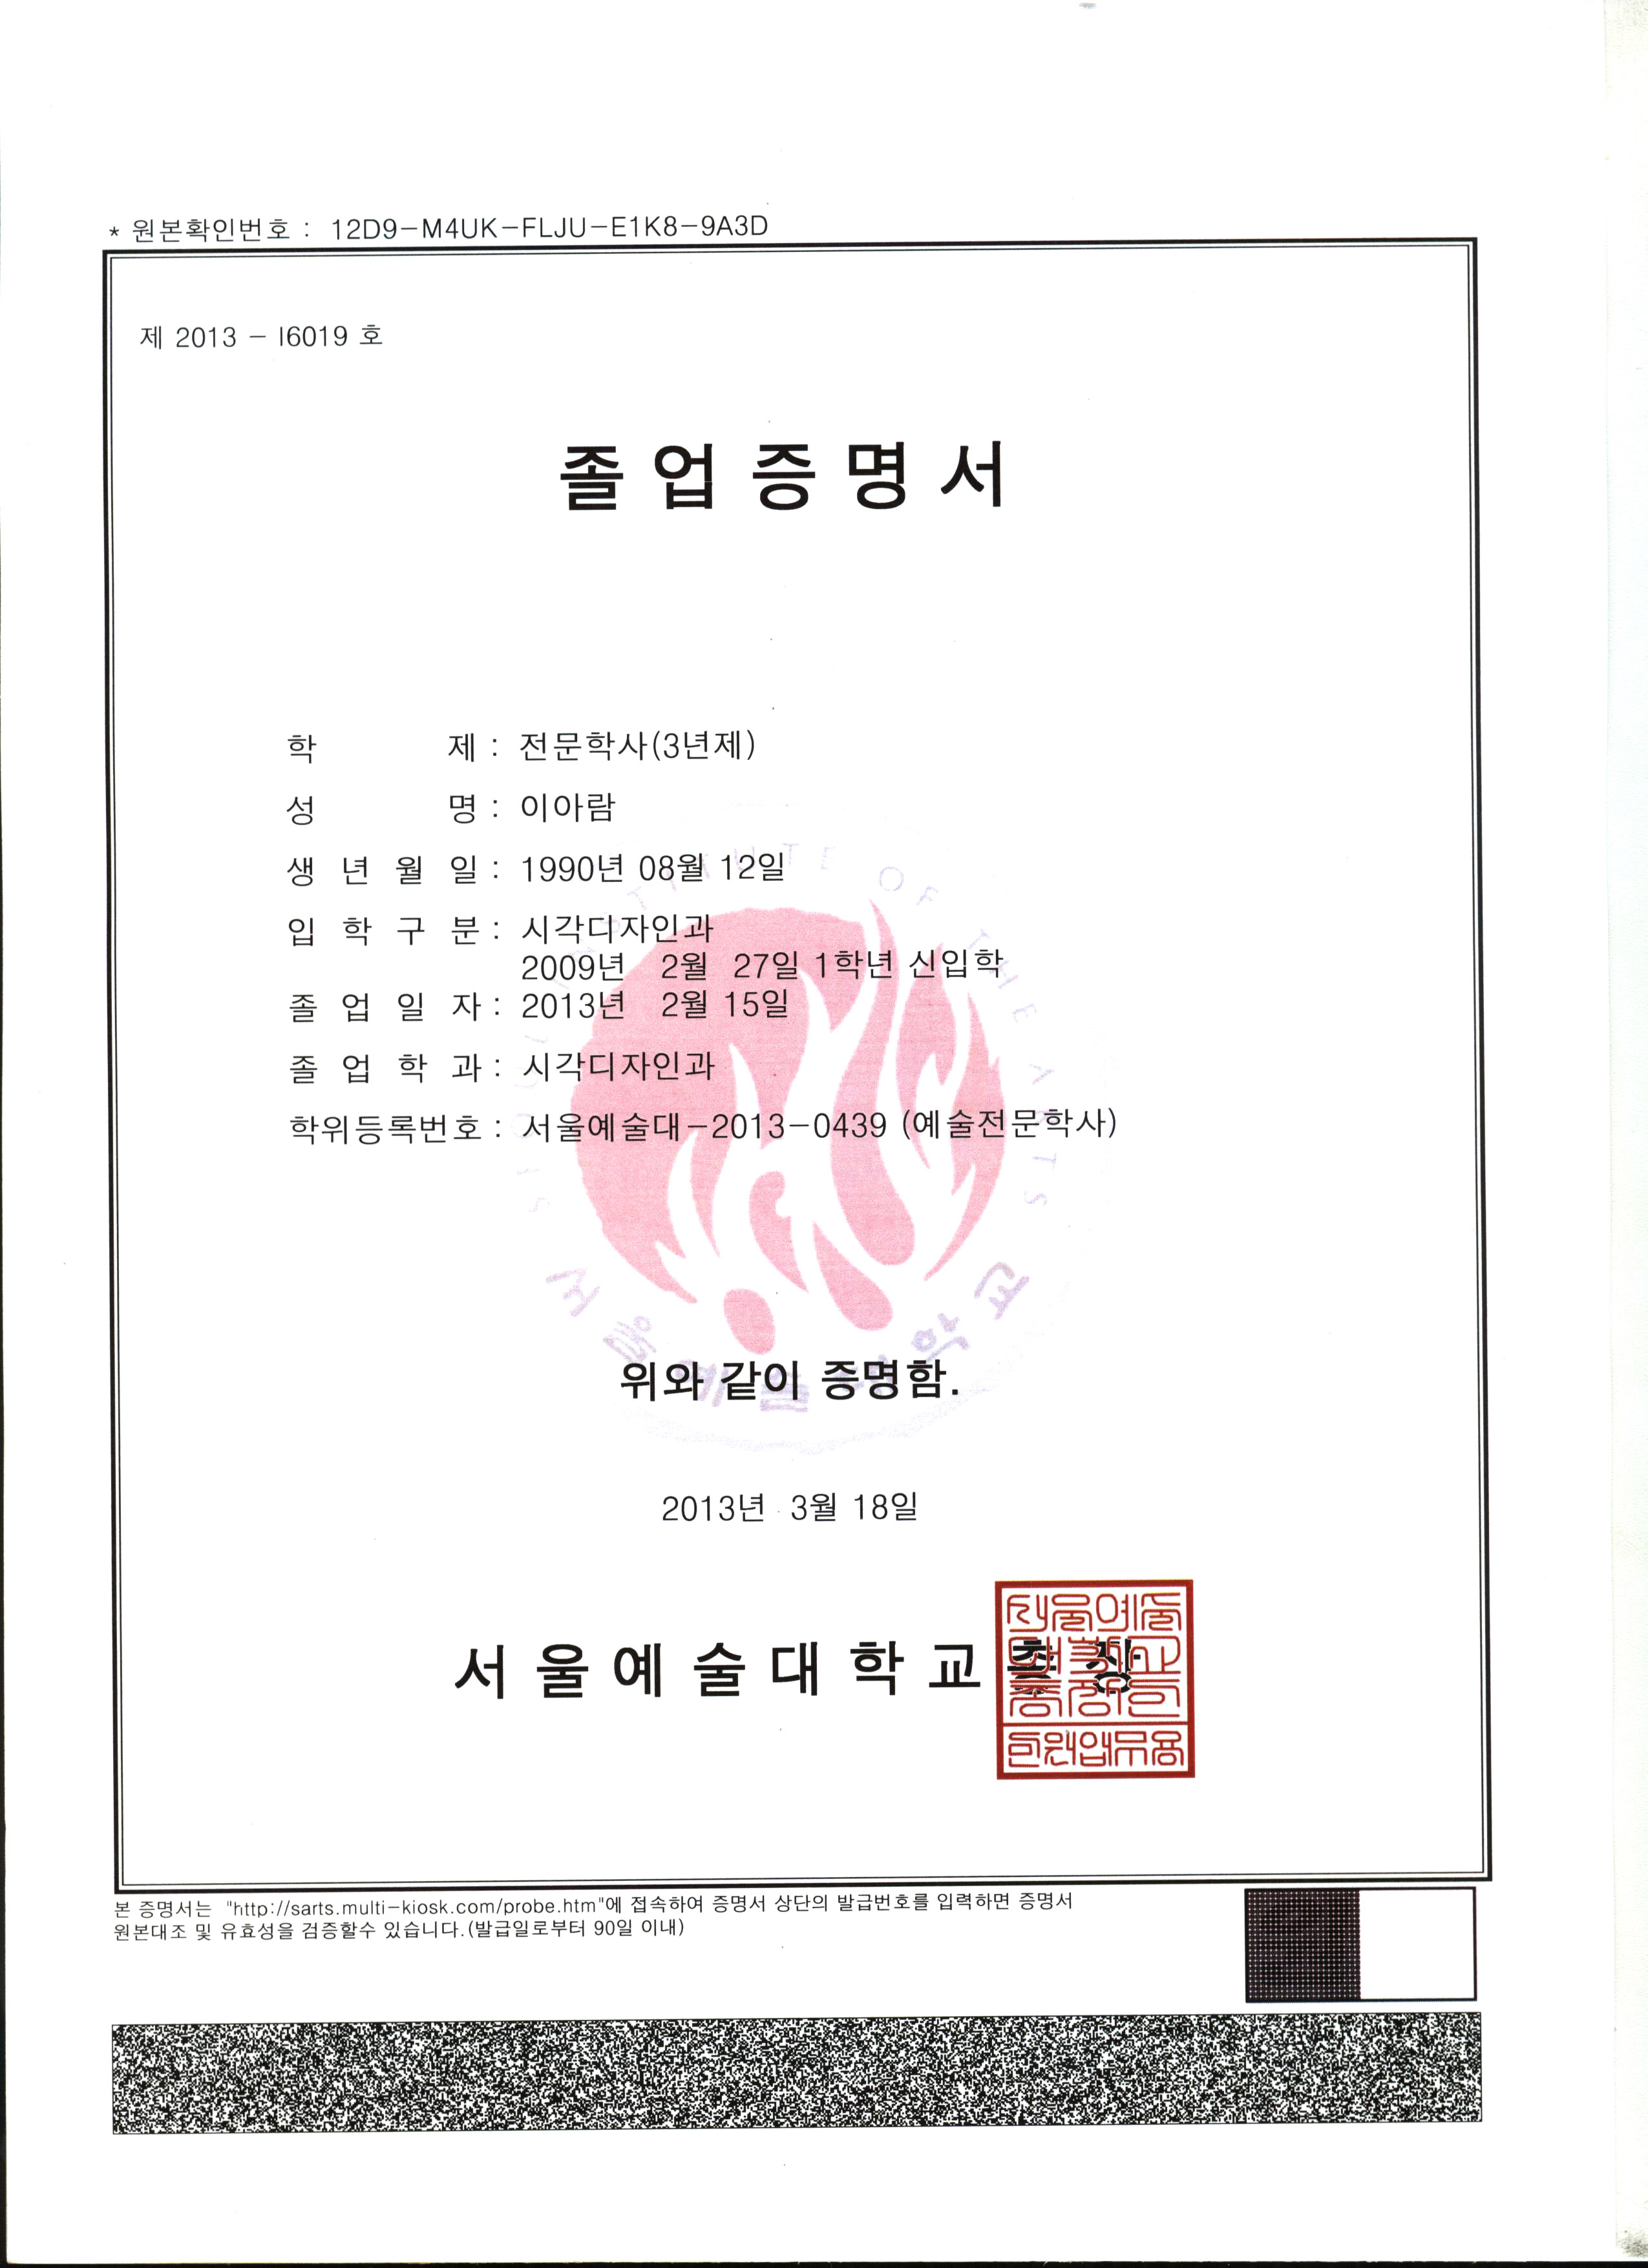 * 원본확인번호 : 12D9-M4UK-FLJU-E1K8-9A3D
제 2013 - I6019 호
졸업증명서
학 제 : 전문학사(3년제)
성 명 : 이아람
생 년 월 일 : 1990년 08월 12일
입 학 구 분 : 시각디자인과
2009년 2월 27일 1학년 신입학
졸 업 일 자 : 2013년 2월 15일
졸 업 학 과 : 시각디자인과
학위등록번호 : 서울예술대-2013-0439 (예술전문학사)
OF THE ARTS
서울예술대학교
위와 같이 증명함.
2013년 3월 18일
서울예술대학교 총장
본 증명서는 "http://sarts.multi-kiosk.com/probe.htm"에 접속하여 증명서 상단의 발급번호를 입력하면 증명서
원본대조 및 유효성을 검증할수 있습니다.(발급일로부터 90일 이내)